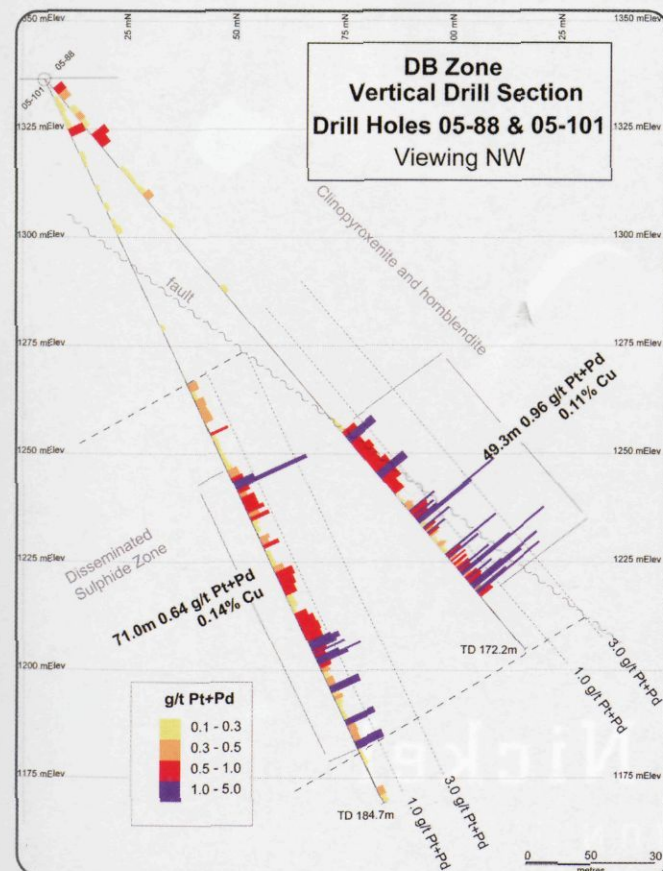 25 mN
50 mN
75 mN
00 mN
25
1350 mElev
DB Zone
Vertical Drill Section
Drill Holes 05-88 & 05-101
Viewing NW
05-88
05-101
1325 mElev
1325 mElev
Clinopyroxenite and hornblendite
1300 mElev
1300 mElev
fault
1275 mElev
1275 mElev
49.3m 0.96 g/t Pt+Pd
0.11% Cu
1250 mElev
1250 mElev
Disseminated
Sulphide Zone
1225 mElev
1225 mElev
71.0m 0.64 g/t Pt+Pd
0.14% Cu
TD 172.2m
3.0 g/t Pt+Pd
1.0 g/t Pt+Pd
1200 mElev
1200 mElev
g/t Pt+Pd
0.1 - 0.3
0.3 - 0.5
0.5 - 1.0
1.0 - 5.0
1175 mElev
1175 mElev
TD 184.7m
1.0 g/t Pt+Pd
3.0 g/t Pt+Pd
0 50 30
metres